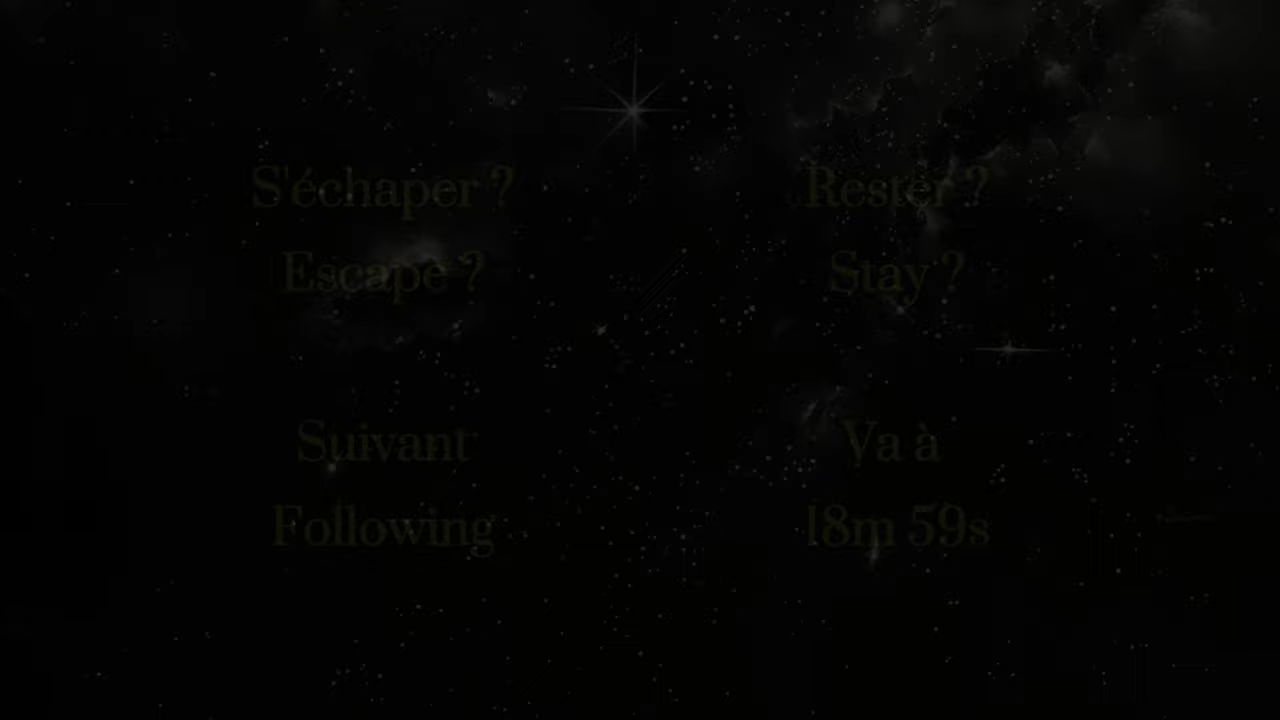 S'échaper ?
Escape ?
Suivant
Following
Rester ?
Stay ?
Va à
18m 59s